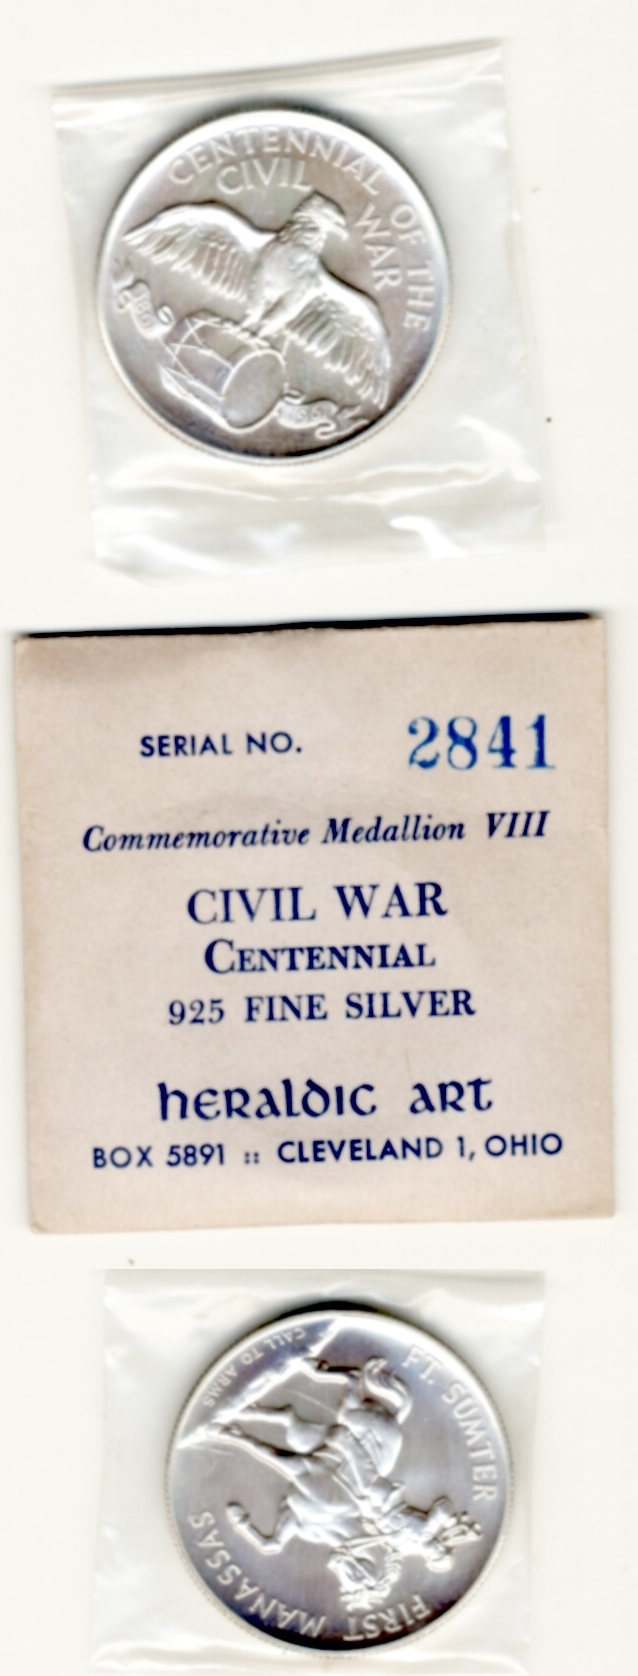 CENTENNIAL OF THE
CIVIL WAR
1861
SERIAL NO. 2841
Commemorative Medallion VIII
CIVIL WAR
CENTENNIAL
925 FINE SILVER
heraldic art
BOX 5891 :: CLEVELAND 1, OHIO
FT. SUMTER
FIRST MANASSAS
CALL TO ARMS